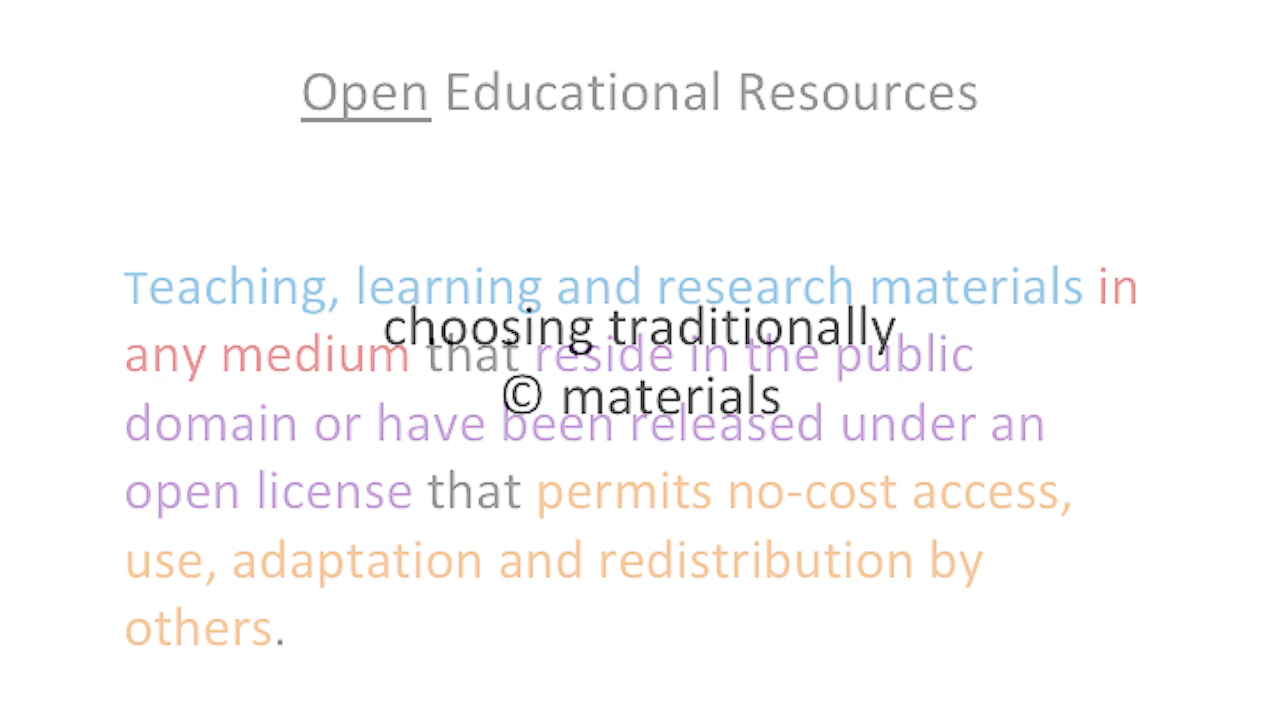 Open Educational Resources
Teaching, learning and research materials in
choosing traditionally
any medium that reside in the public
© materials
domain or have been released under an
open license that permits no-cost access,
use, adaptation and redistribution by
others.